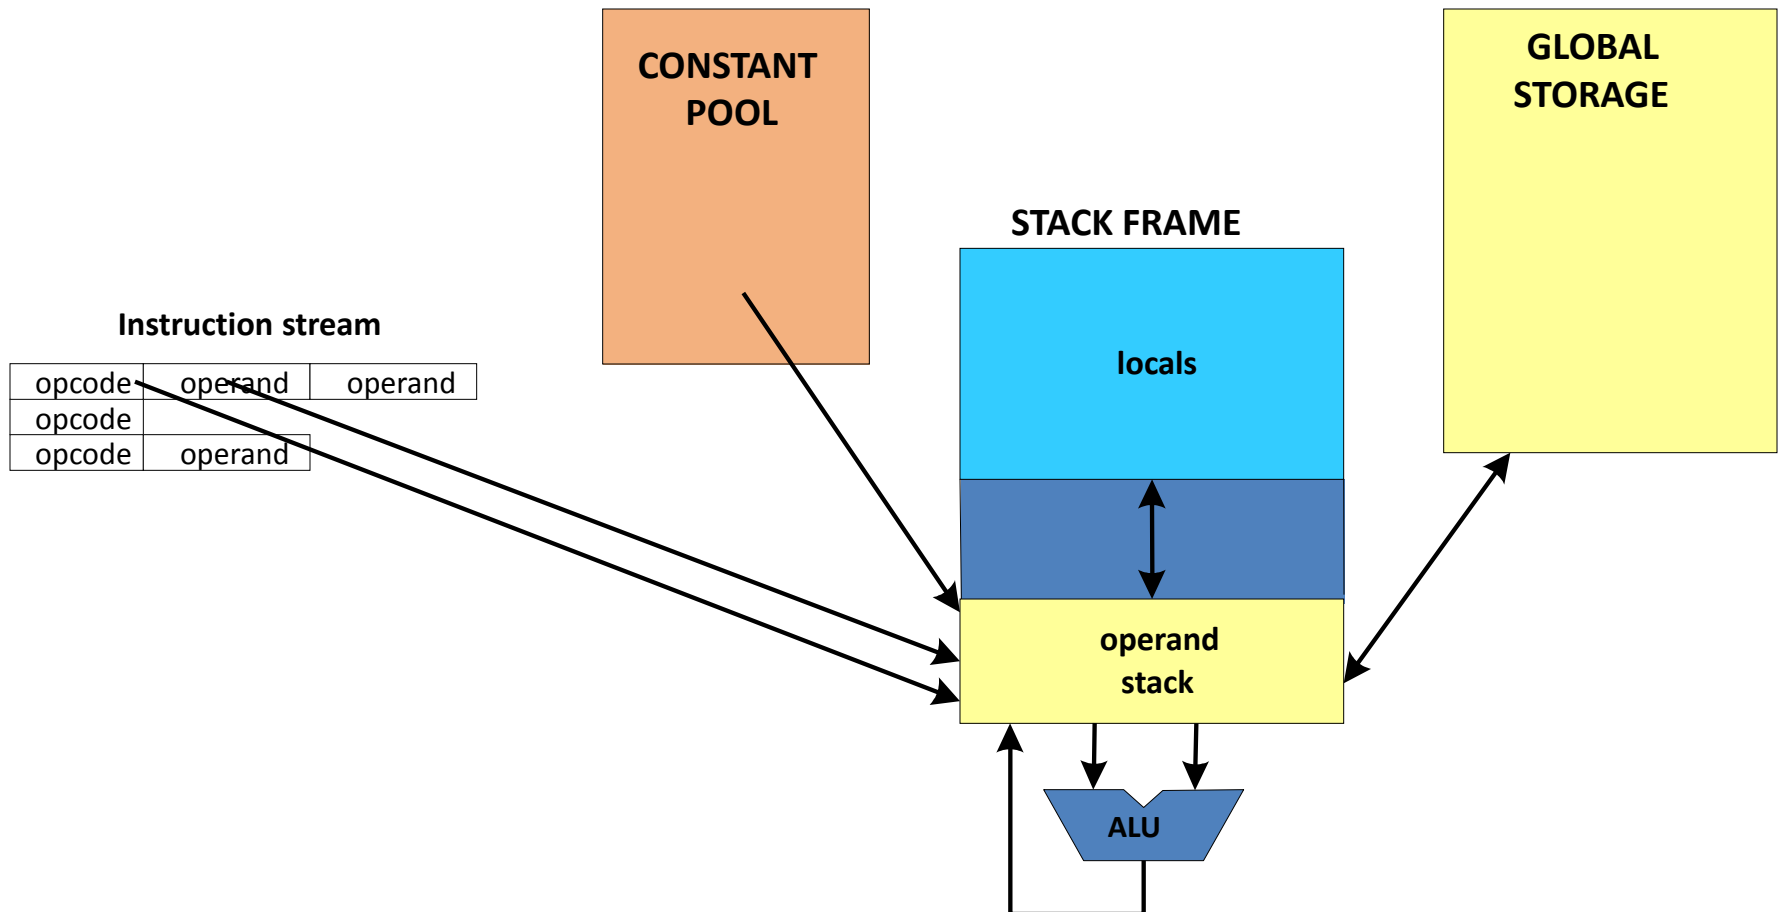 CONSTANT
POOL
GLOBAL
STORAGE
STACK FRAME
locals
Instruction stream
opcode operand operand
opcode
opcode operand
operand
stack
ALU